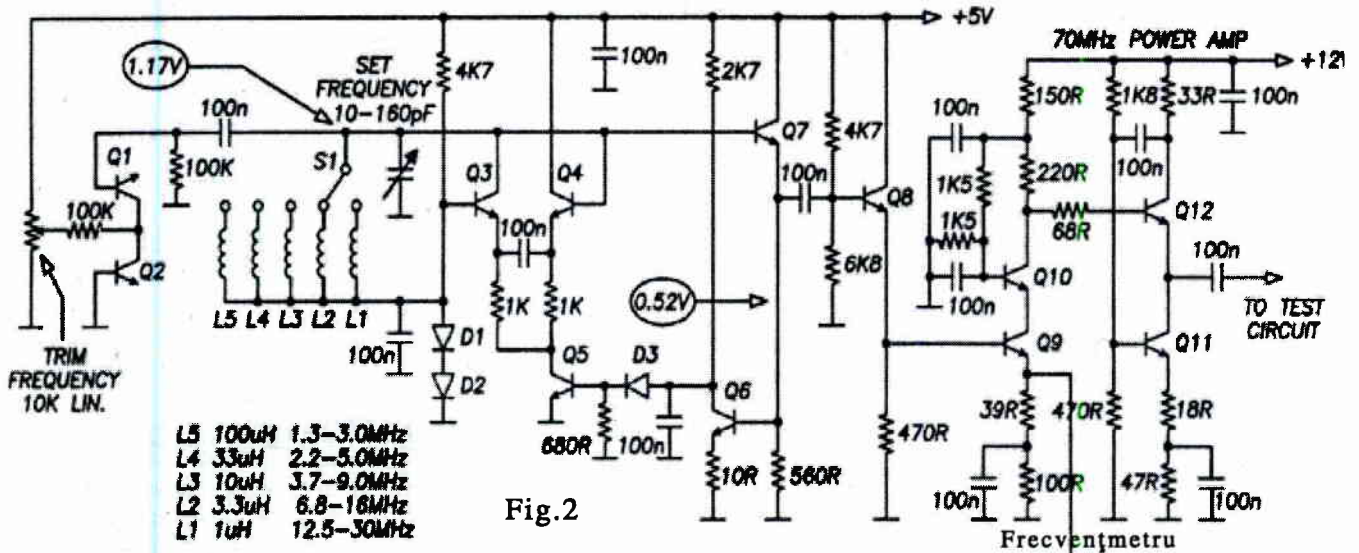 +5V
70MHz POWER AMP
+12V
1.17V
SET
FREQUENCY
10-160pF
4K7
100n
2K7
150R
1K8
33R
100n
100n
Q7
4K7
100n
Q1
100K
S1
Q3
Q4
100n
Q8
1K5
220R
100n
100K
1K5
68R
Q12
Q2
100n
6K8
Q10
100n
100n
TO TEST
CIRCUIT
L5 L4 L3 L2 L1
1K
1K
0.52V
D1
Q9
Q11
TRIM
FREQUENCY
10K LIN.
100n
D2
Q5
D3
Q6
39R
470R
18R
680R
100n
10R
560R
470R
100n
100R
47R
100n
L5 100uH 1.3-3.0MHz
L4 33uH 2.2-5.0MHz
L3 10uH 3.7-9.0MHz
L2 3.3uH 6.8-16MHz
L1 1uH 12.5-30MHz
Fig.2
Frecvenţmetru